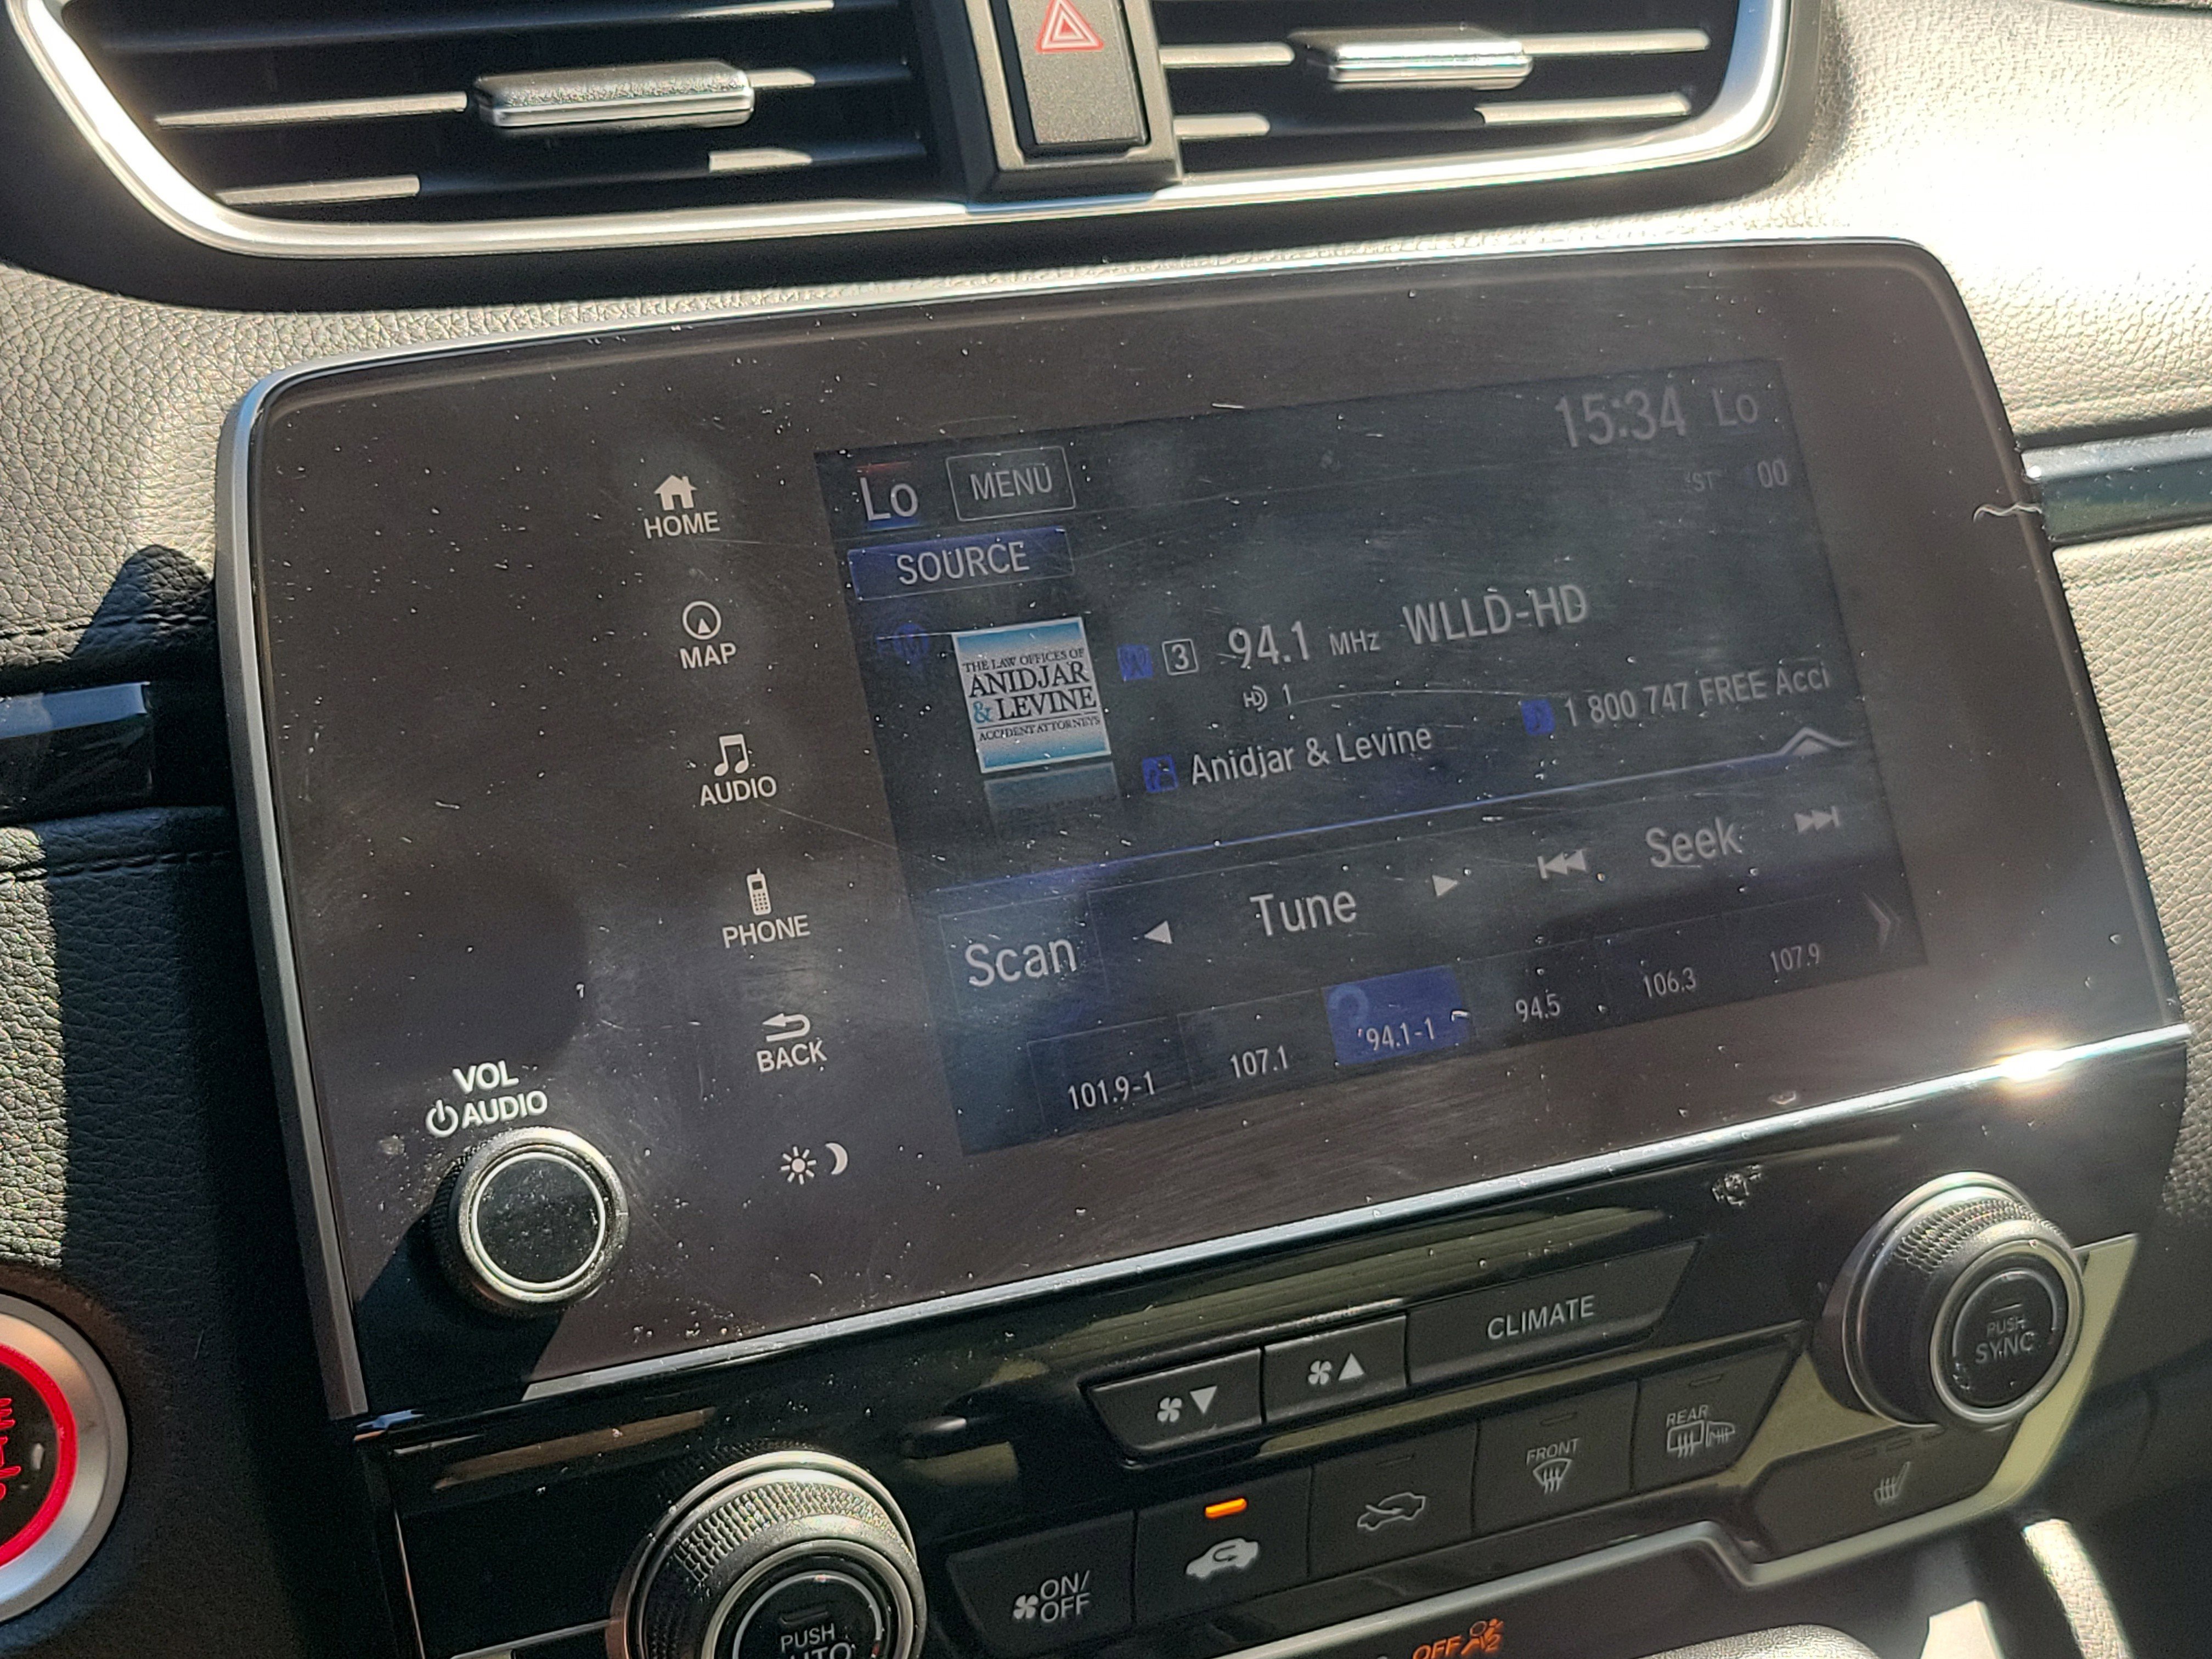 15:34 Lo
Lo MENU
ST 00
HOME
SOURCE
MAP
THE LAW OFFICES OF
ANIDJAR
& LEVINE
ACCIDENT ATTORNEYS
3 94.1 MHz WLLD-HD
HD 1
Anidjar & Levine
1 800 747 FREE Acci
AUDIO
PHONE
Scan
Tune
Seek
BACK
101.9-1
107.1
94.1-1
94.5
106.3
107.9
VOL
AUDIO
CLIMATE
PUSH
SYNC
FRONT
REAR
ON/
OFF
PUSH
AUTO
OFF